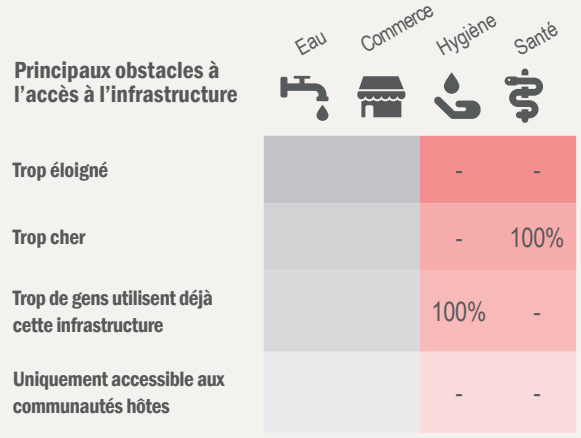 Eau Commerce Hygiène Santé
Principaux obstacles à
l’accès à l’infrastructure
Trop éloigné - -
Trop cher - 100%
Trop de gens utilisent déjà
cette infrastructure 100% -
Uniquement accessible aux
communautés hôtes - -